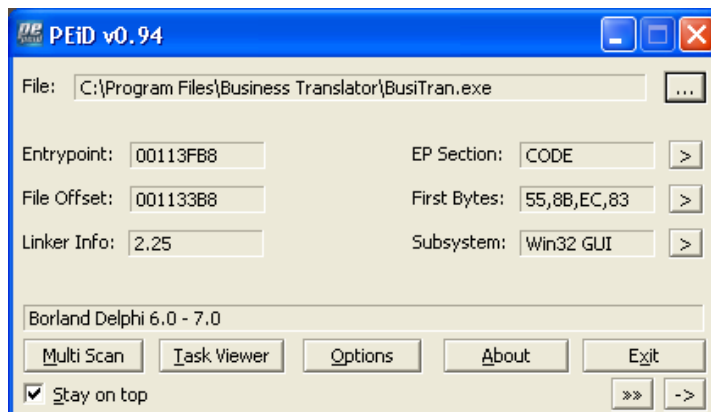 PEiD v0.94
File: C:\Program Files\Business Translator\BusiTran.exe ...
Entrypoint: 00113FB8 EP Section: CODE >
File Offset: 001133B8 First Bytes: 55,8B,EC,83 >
Linker Info: 2.25 Subsystem: Win32 GUI >
Borland Delphi 6.0 - 7.0
Multi Scan Task Viewer Options About Exit
Stay on top »» ->